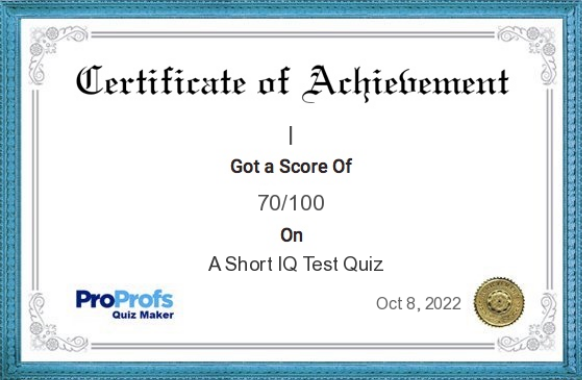 Certificate of Achievement
|
Got a Score Of
70/100
On
A Short IQ Test Quiz
ProProfs
Quiz Maker
Oct 8, 2022